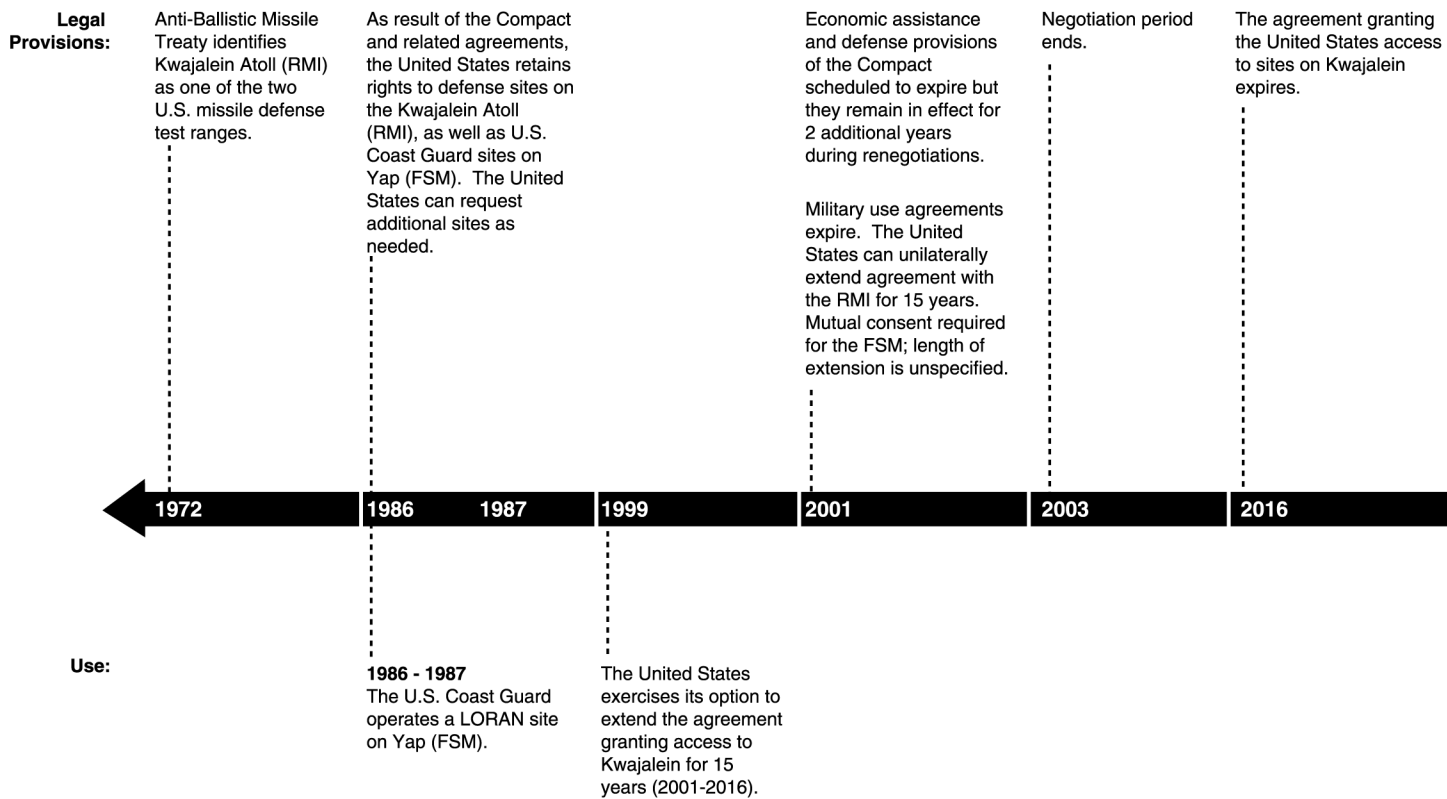 Legal
Provisions:
Anti-Ballistic Missile
Treaty identifies
Kwajalein Atoll (RMI)
as one of the two
U.S. missile defense
test ranges.
As result of the Compact
and related agreements,
the United States retains
rights to defense sites on
the Kwajalein Atoll
(RMI), as well as U.S.
Coast Guard sites on
Yap (FSM).  The United
States can request
additional sites as
needed.
Economic assistance
and defense provisions
of the Compact
scheduled to expire but
they remain in effect for
2 additional years
during renegotiations.
Military use agreements
expire.  The United
States can unilaterally
extend agreement with
the RMI for 15 years.
Mutual consent required
for the FSM; length of
extension is unspecified.
Negotiation period
ends.
The agreement granting
the United States access
to sites on Kwajalein
expires.
1972
1986
1987
1999
2001
2003
2016
Use:
1986 - 1987
The U.S. Coast Guard
operates a LORAN site
on Yap (FSM).
The United States
exercises its option to
extend the agreement
granting access to
Kwajalein for 15
years (2001-2016).